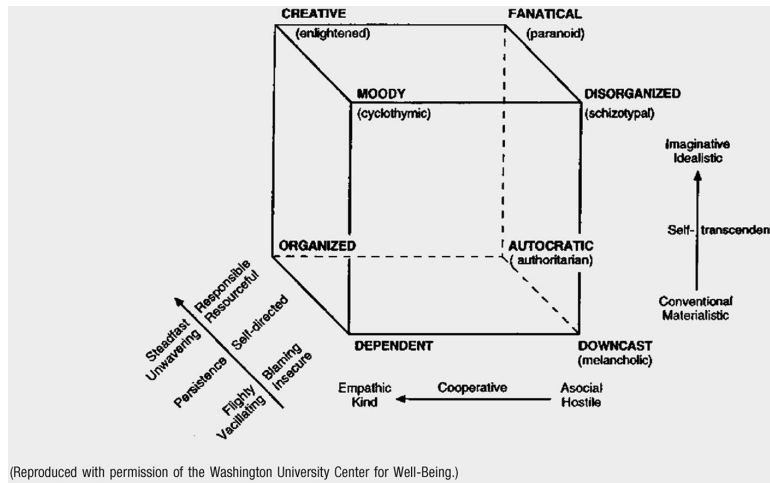 CREATIVE
(enlightened)
FANATICAL
(paranoid)
MOODY
(cyclothymic)
DISORGANIZED
(schizotypal)
Imaginative
Idealistic
Self- transcenden
Conventional
Materialistic
ORGANIZED
AUTOCRATIC
( authoritarian)
DEPENDENT
DOWNCAST
(melancholic)
Responsible
Resourceful
Steadfast
Unwavering
Self-directed
Persistence
Blaming
Insecure
Flighty
Vacillating
Empathic
Kind
Cooperative
Asocial
Hostile
(Reproduced with permission of the Washington University Center for Well-Being.)